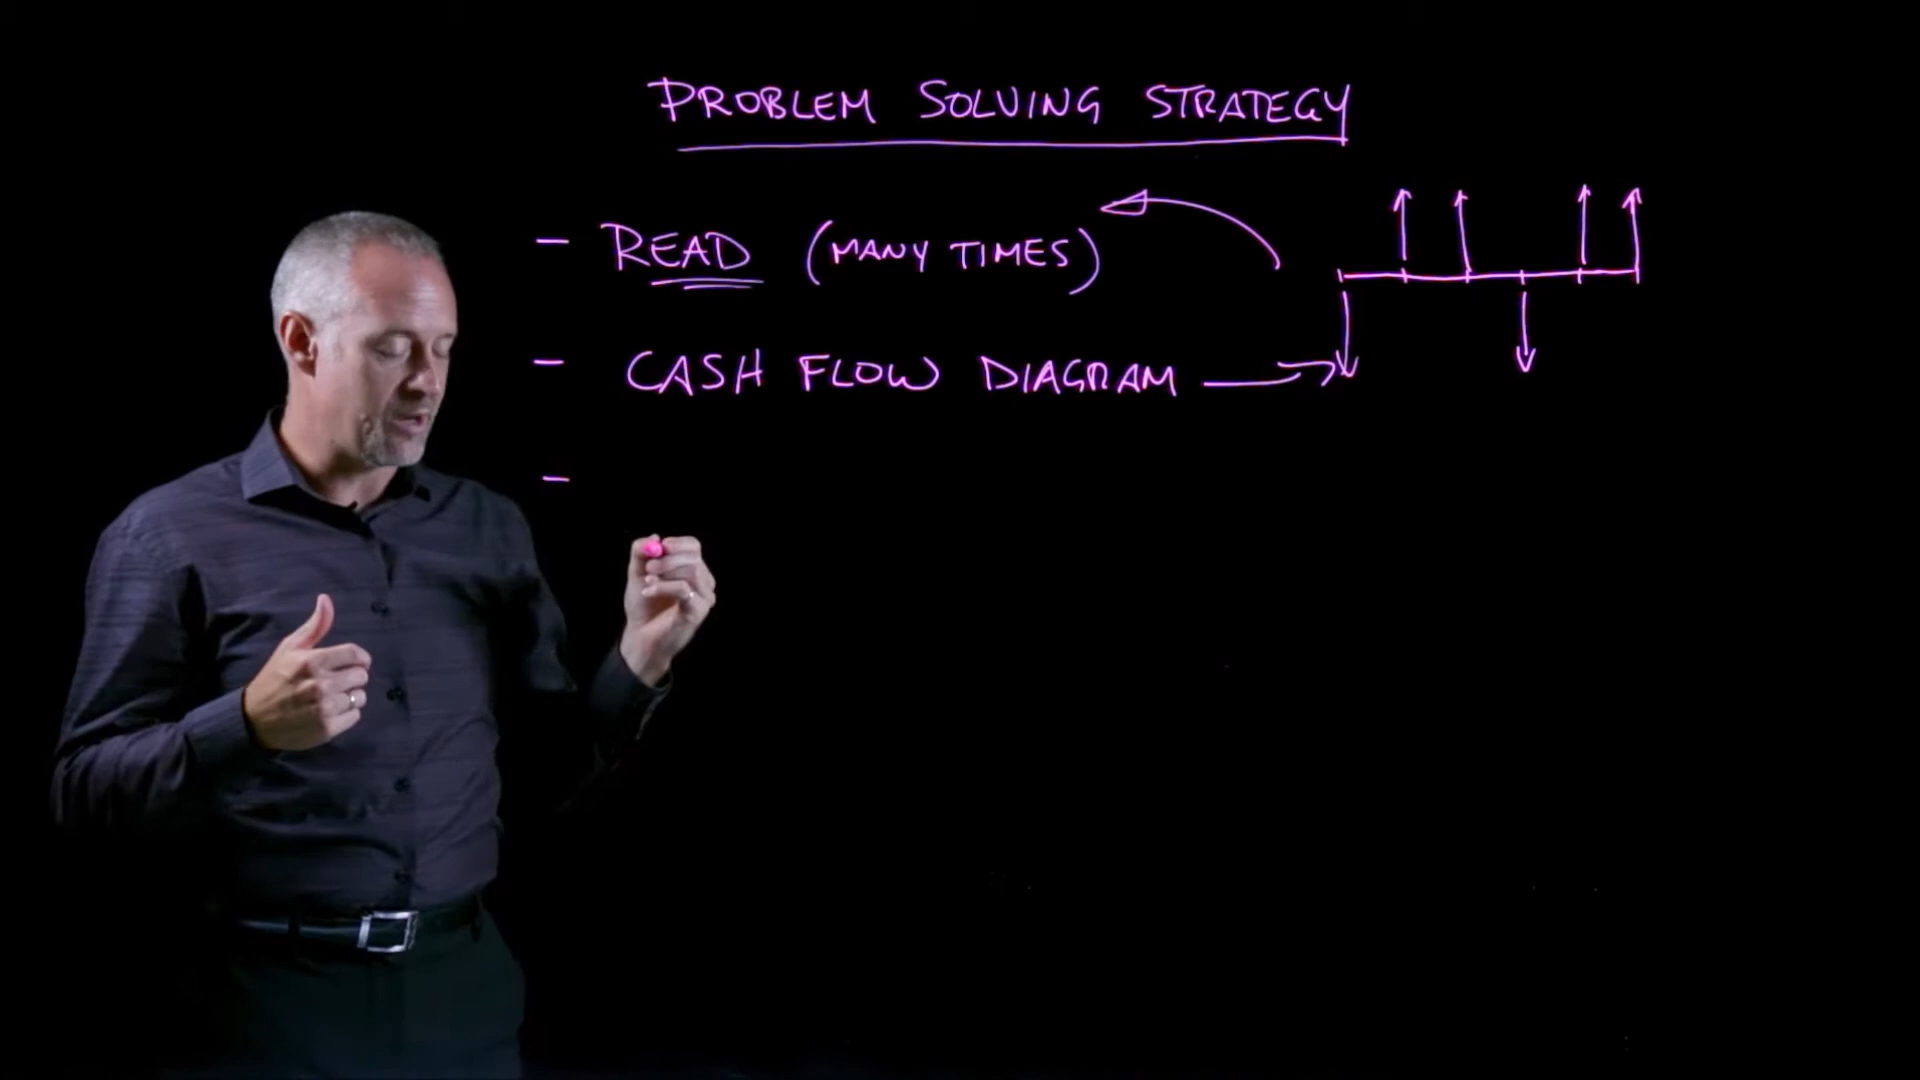 PROBLEM SOLVING STRATEGY
- READ (MANY TIMES)
- CASH FLOW DIAGRAM
-